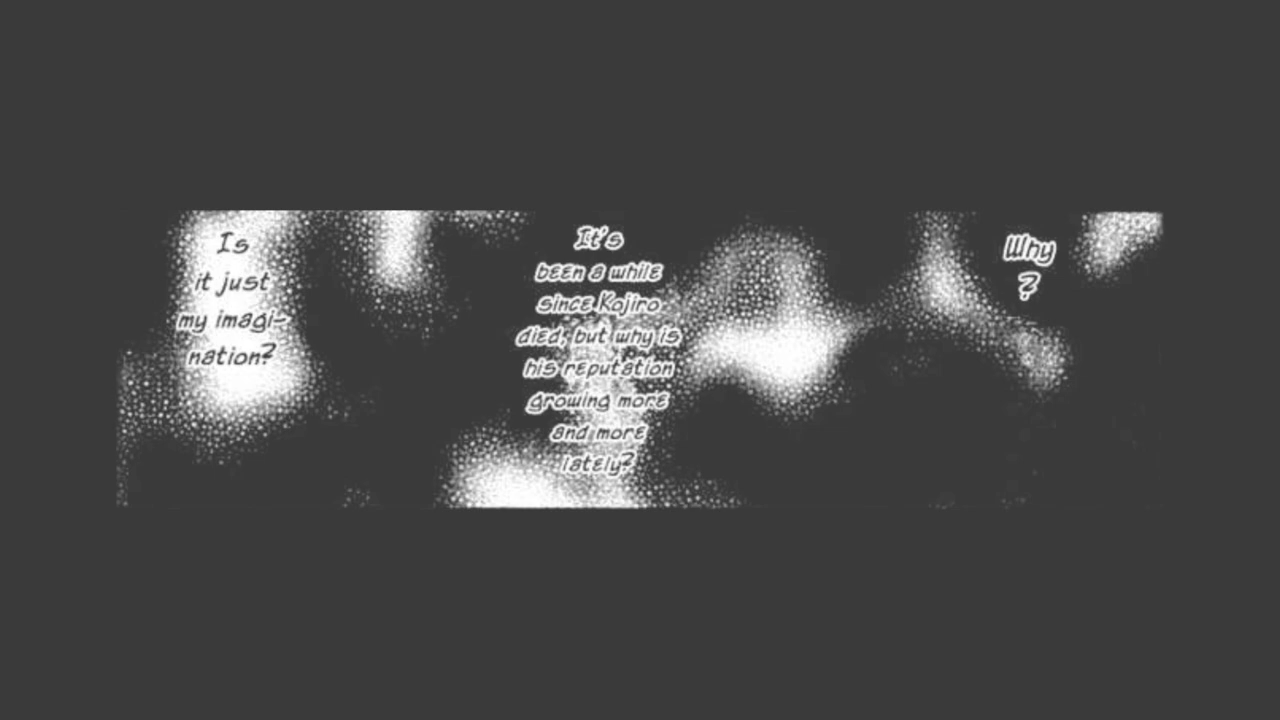 Why
?
It's
been a while
since Kojiro
died, but why is
his reputation
growing more
and more
lately?
Is
it just
my imagi-
nation?